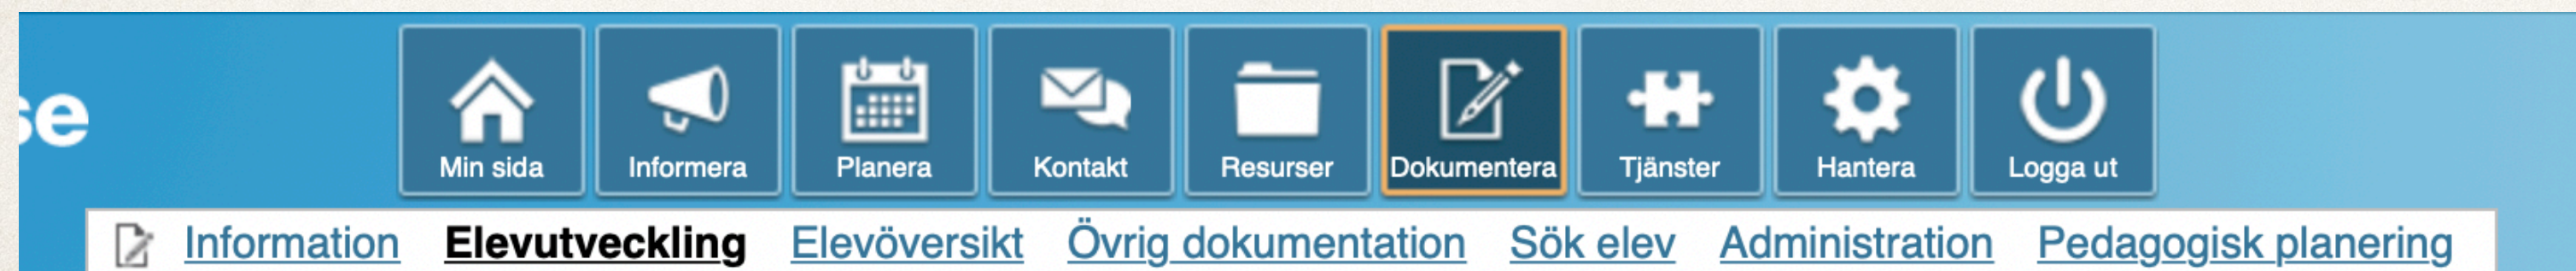 se
Min sida Informera Planera Kontakt Resurser Dokumentera Tjänster Hantera Logga ut
Information Elevutveckling Elevöversikt Övrig dokumentation Sök elev Administration Pedagogisk planering